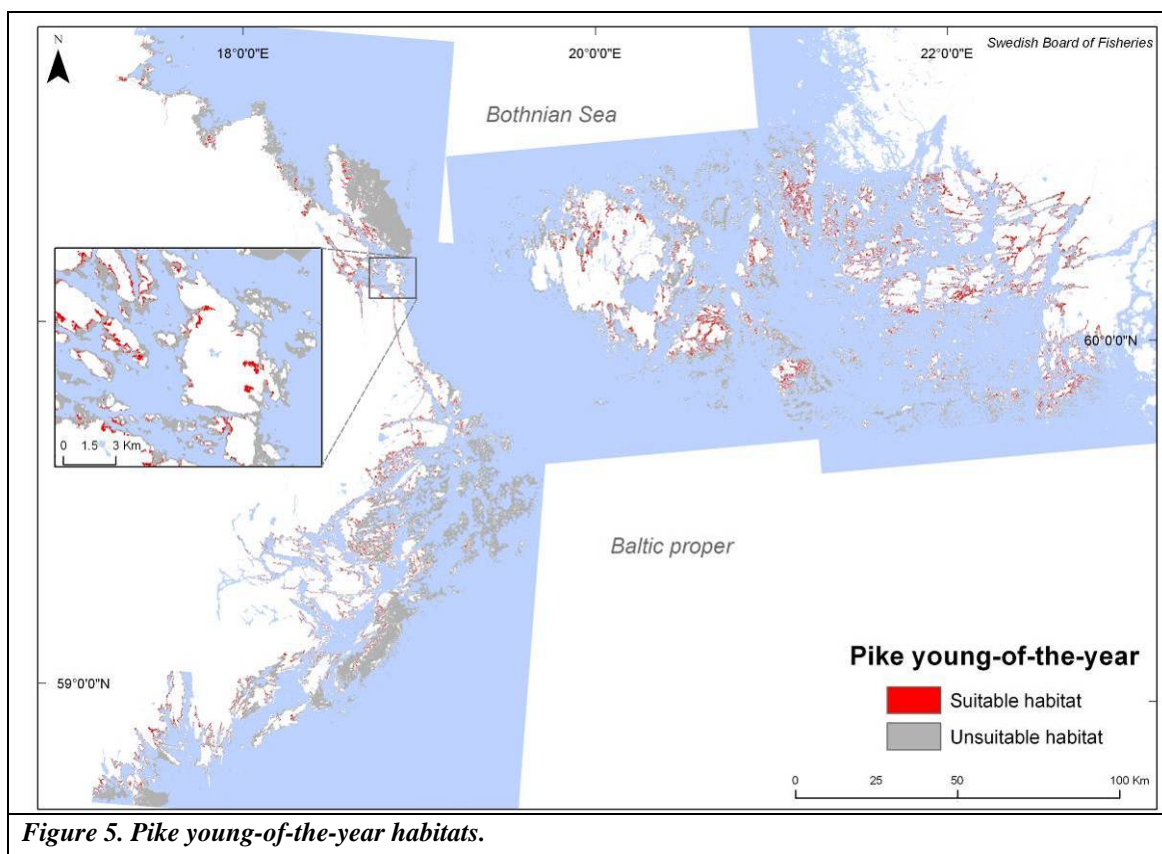 N
18°0'0"E
20°0'0"E
22°0'0"E
Swedish Board of Fisheries
Bothnian Sea
60°0'0"N
0 1.5 3 Km
Baltic proper
59°0'0"N
Pike young-of-the-year
Suitable habitat
Unsuitable habitat
0 25 50 100 Km
Figure 5. Pike young-of-the-year habitats.